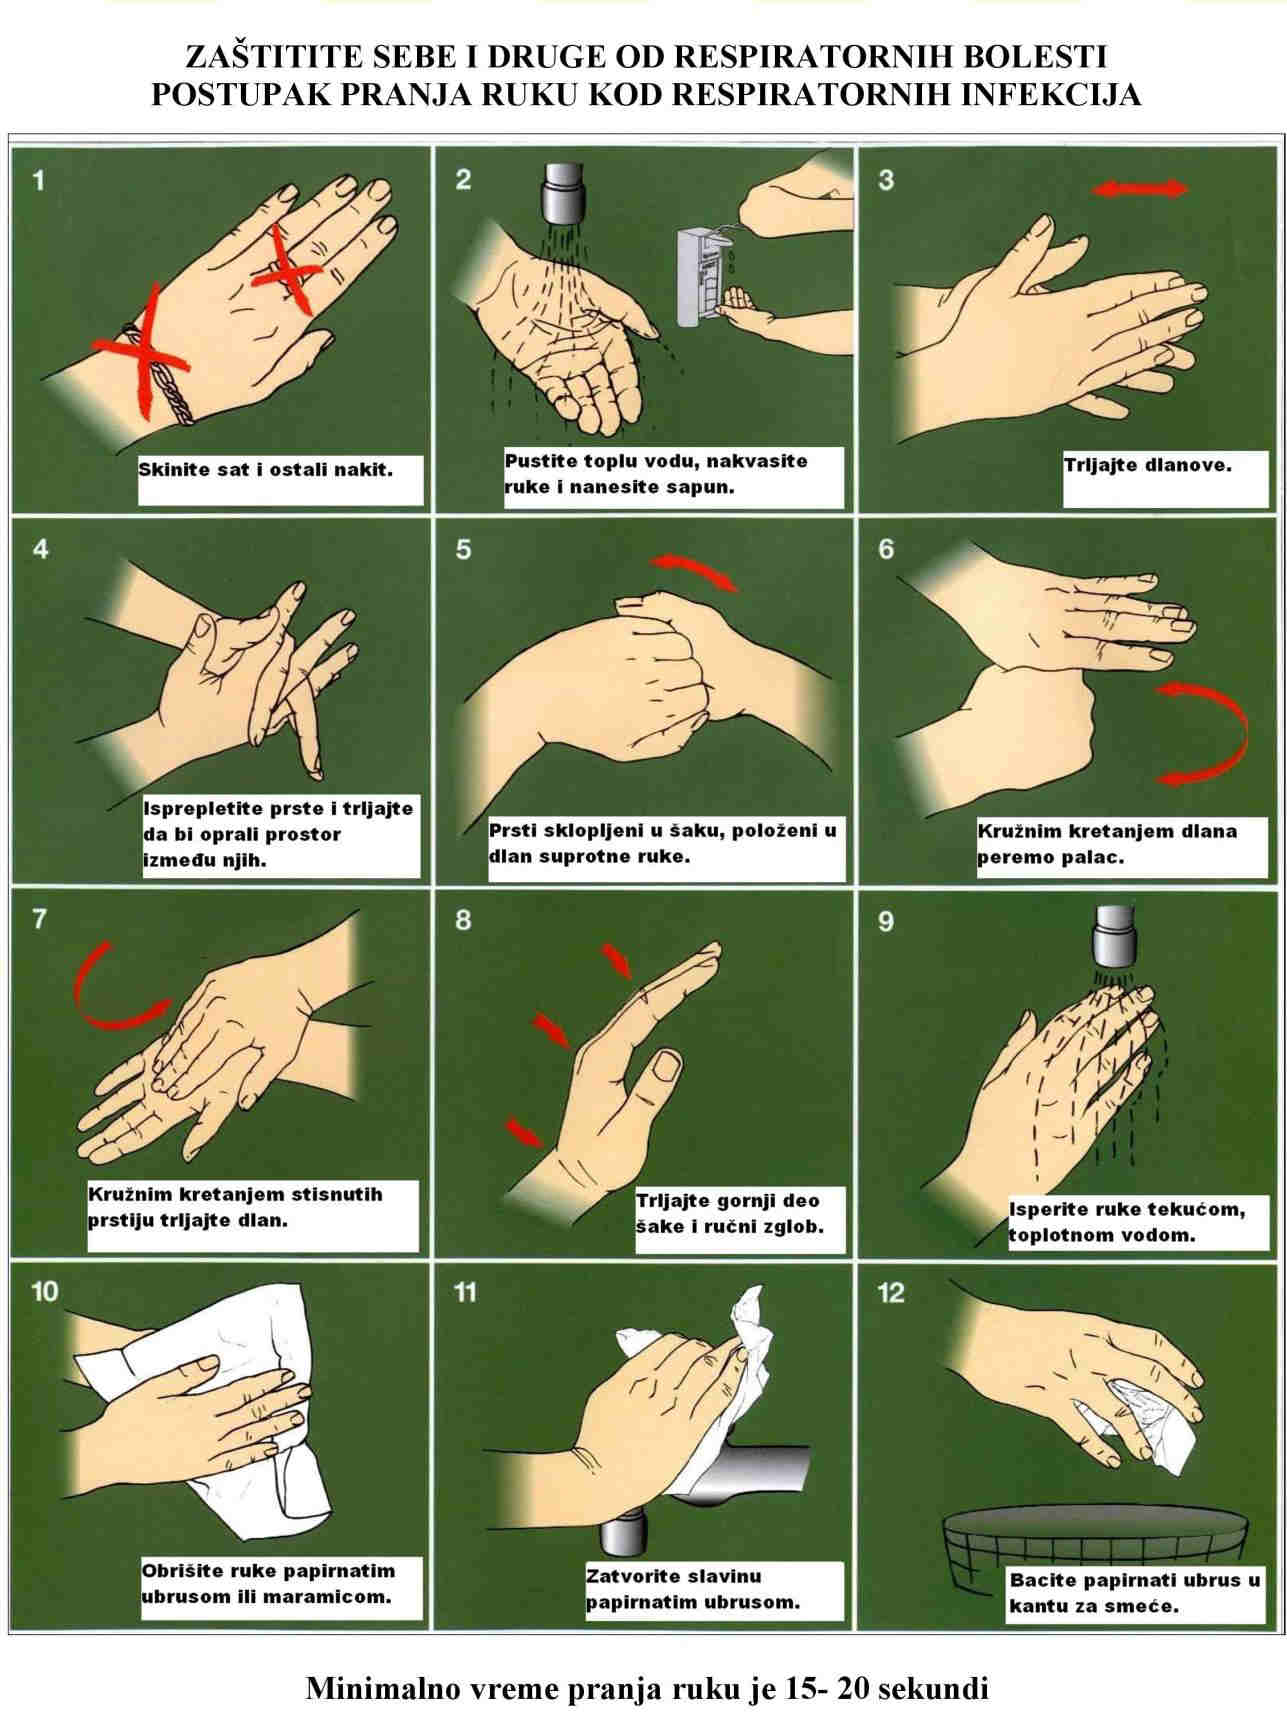 ZAŠTITITE SEBE I DRUGE OD RESPIRATORNIH BOLESTI
POSTUPAK PRANJA RUKU KOD RESPIRATORNIH INFEKCIJA
1
Skinite sat i ostali nakit.
2
Pustite toplu vodu, nakvasite
ruke i nanesite sapun.
3
Trljajte dlanove.
4
Isprepletite prste i trljajte
da bi oprali prostor
između njih.
5
Prsti sklopljeni u šaku, položeni u
dlan suprotne ruke.
6
Kružnim kretanjem dlana
peremo palac.
7
Kružnim kretanjem stisnutih
prstiju trljajte dlan.
8
Trljajte gornji deo
šake i ručni zglob.
9
Isperite ruke tekućom,
toplotnom vodom.
10
Obrišite ruke papirnatim
ubrusom ili maramicom.
11
Zatvorite slavinu
papirnatim ubrusom.
12
Bacite papirnati ubrus u
kantu za smeće.
Minimalno vreme pranja ruku je 15- 20 sekundi